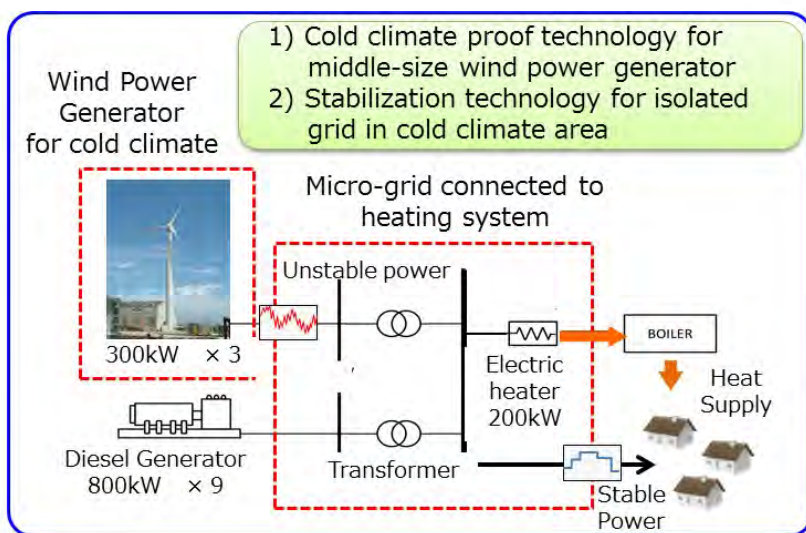 1) Cold climate proof technology for
middle-size wind power generator
2) Stabilization technology for isolated
grid in cold climate area
Wind Power
Generator
for cold climate
Micro-grid connected to
heating system
Unstable power
300kW × 3
Electric
heater
200kW
BOILER
Heat
Supply
Diesel Generator
800kW × 9
Transformer
Stable
Power